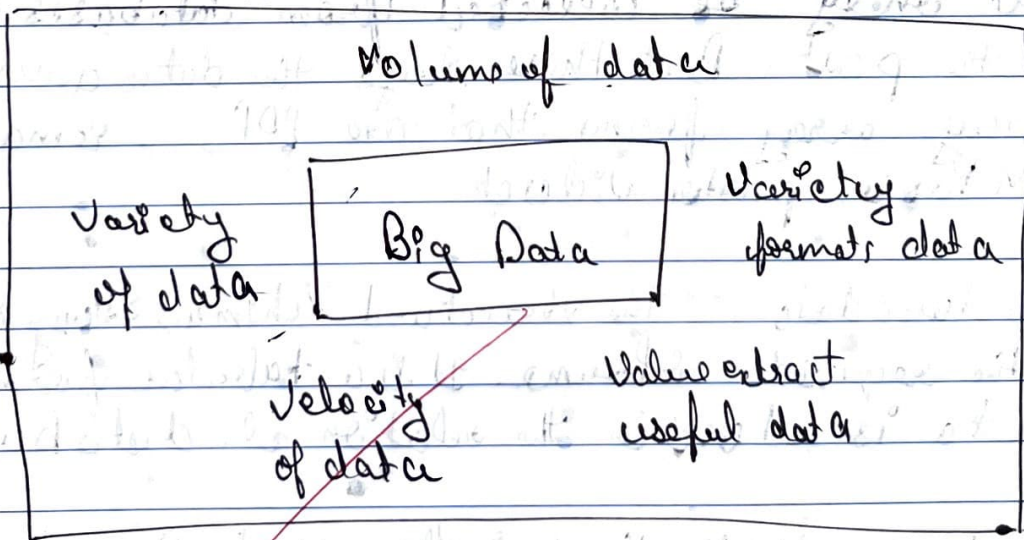 Volume of data
Variety
of data
Big Data
Variety
formats data
Velocity
of data
Value extract
useful data